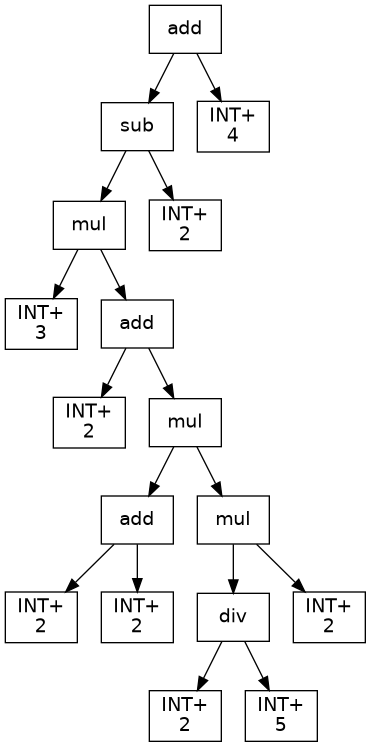 add
sub
INT+
4
mul
INT+
2
INT+
3
add
INT+
2
mul
add
mul
INT+
2
INT+
2
div
INT+
2
INT+
2
INT+
5